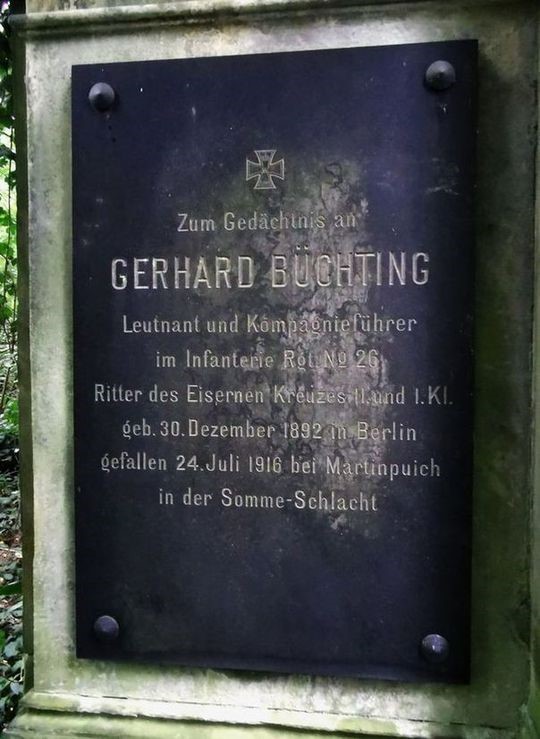 Zum Gedächtnis an
GERHARD BÜCHTING
Leutnant und Kompagnieführer
im Infanterie Rgt. № 26
Ritter des Eisernen Kreuzes II. und I. Kl.
geb. 30. Dezember 1892 in Berlin
gefallen 24. Juli 1916 bei Martinpuich
in der Somme-Schlacht